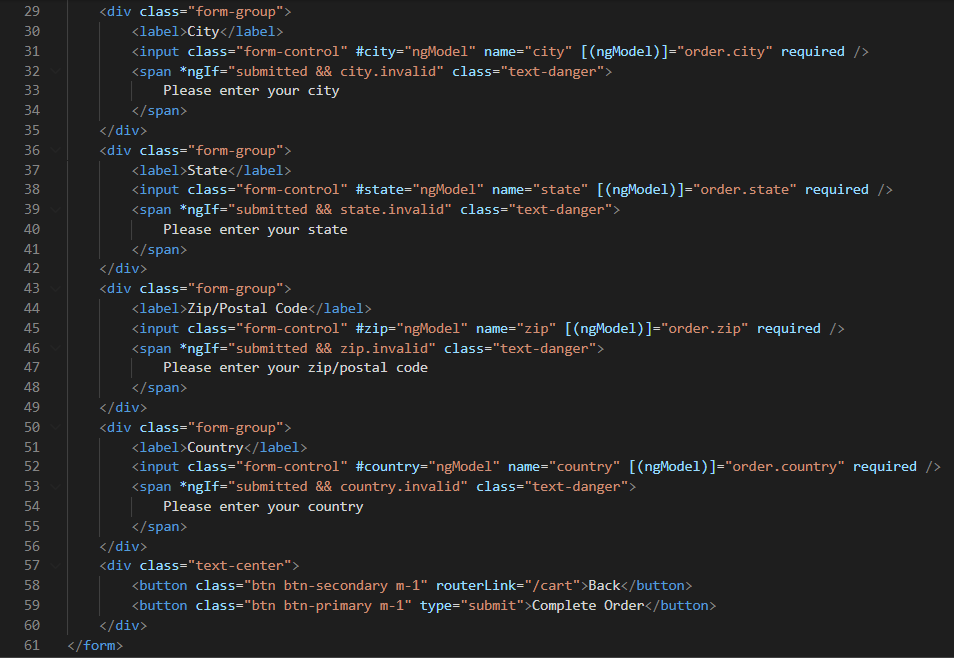 29 <div class="form-group">
30 <label>City</label>
31 <input class="form-control" #city="ngModel" name="city" [(ngModel)]="order.city" required />
32 <span *ngIf="submitted && city.invalid" class="text-danger">
33 Please enter your city
34 </span>
35 </div>
36 <div class="form-group">
37 <label>State</label>
38 <input class="form-control" #state="ngModel" name="state" [(ngModel)]="order.state" required />
39 <span *ngIf="submitted && state.invalid" class="text-danger">
40 Please enter your state
41 </span>
42 </div>
43 <div class="form-group">
44 <label>Zip/Postal Code</label>
45 <input class="form-control" #zip="ngModel" name="zip" [(ngModel)]="order.zip" required />
46 <span *ngIf="submitted && zip.invalid" class="text-danger">
47 Please enter your zip/postal code
48 </span>
49 </div>
50 <div class="form-group">
51 <label>Country</label>
52 <input class="form-control" #country="ngModel" name="country" [(ngModel)]="order.country" required />
53 <span *ngIf="submitted && country.invalid" class="text-danger">
54 Please enter your country
55 </span>
56 </div>
57 <div class="text-center">
58 <button class="btn btn-secondary m-1" routerLink="/cart">Back</button>
59 <button class="btn btn-primary m-1" type="submit">Complete Order</button>
60 </div>
61 </form>